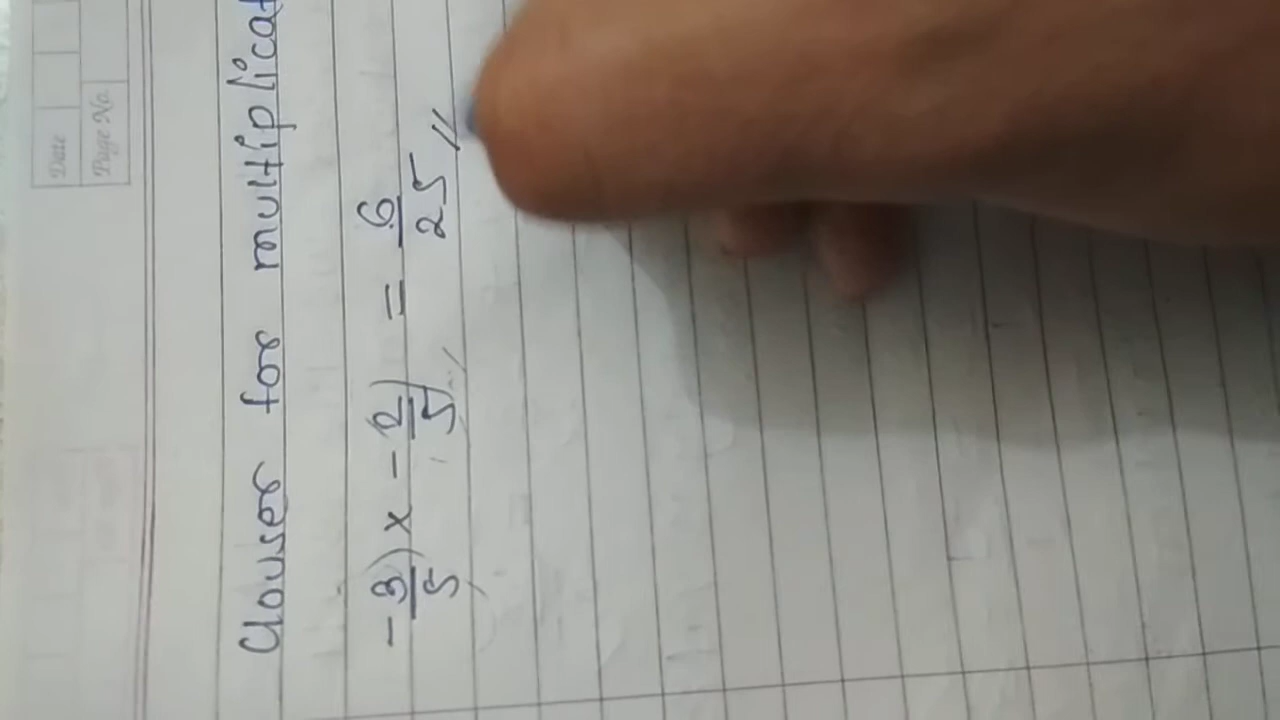 Date
Page No.
Clouser for multiplicat
-3/5) x -2/5) = 6/25 //